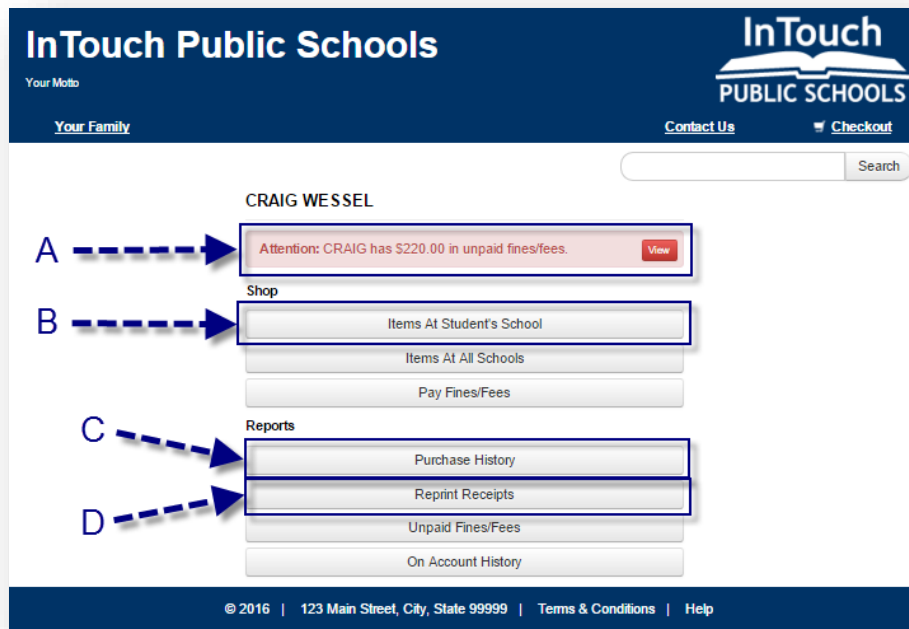 InTouch Public Schools
Your Motto
InTouch
PUBLIC SCHOOLS
Your Family
Contact Us
Checkout
Search
CRAIG WESSEL
A
Attention: CRAIG has $220.00 in unpaid fines/fees.
View
Shop
B
Items At Student's School
Items At All Schools
Pay Fines/Fees
Reports
C
Purchase History
D
Reprint Receipts
Unpaid Fines/Fees
On Account History
© 2016 | 123 Main Street, City, State 99999 | Terms & Conditions | Help